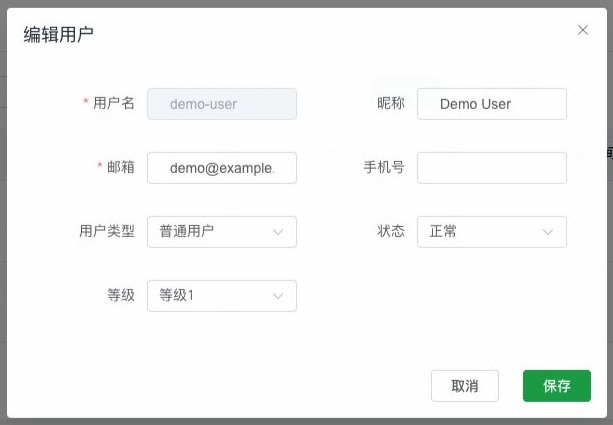 编辑用户
* 用户名 demo-user 昵称 Demo User
* 邮箱 demo@example. 手机号
用户类型 普通用户 状态 正常
等级 等级1
取消 保存